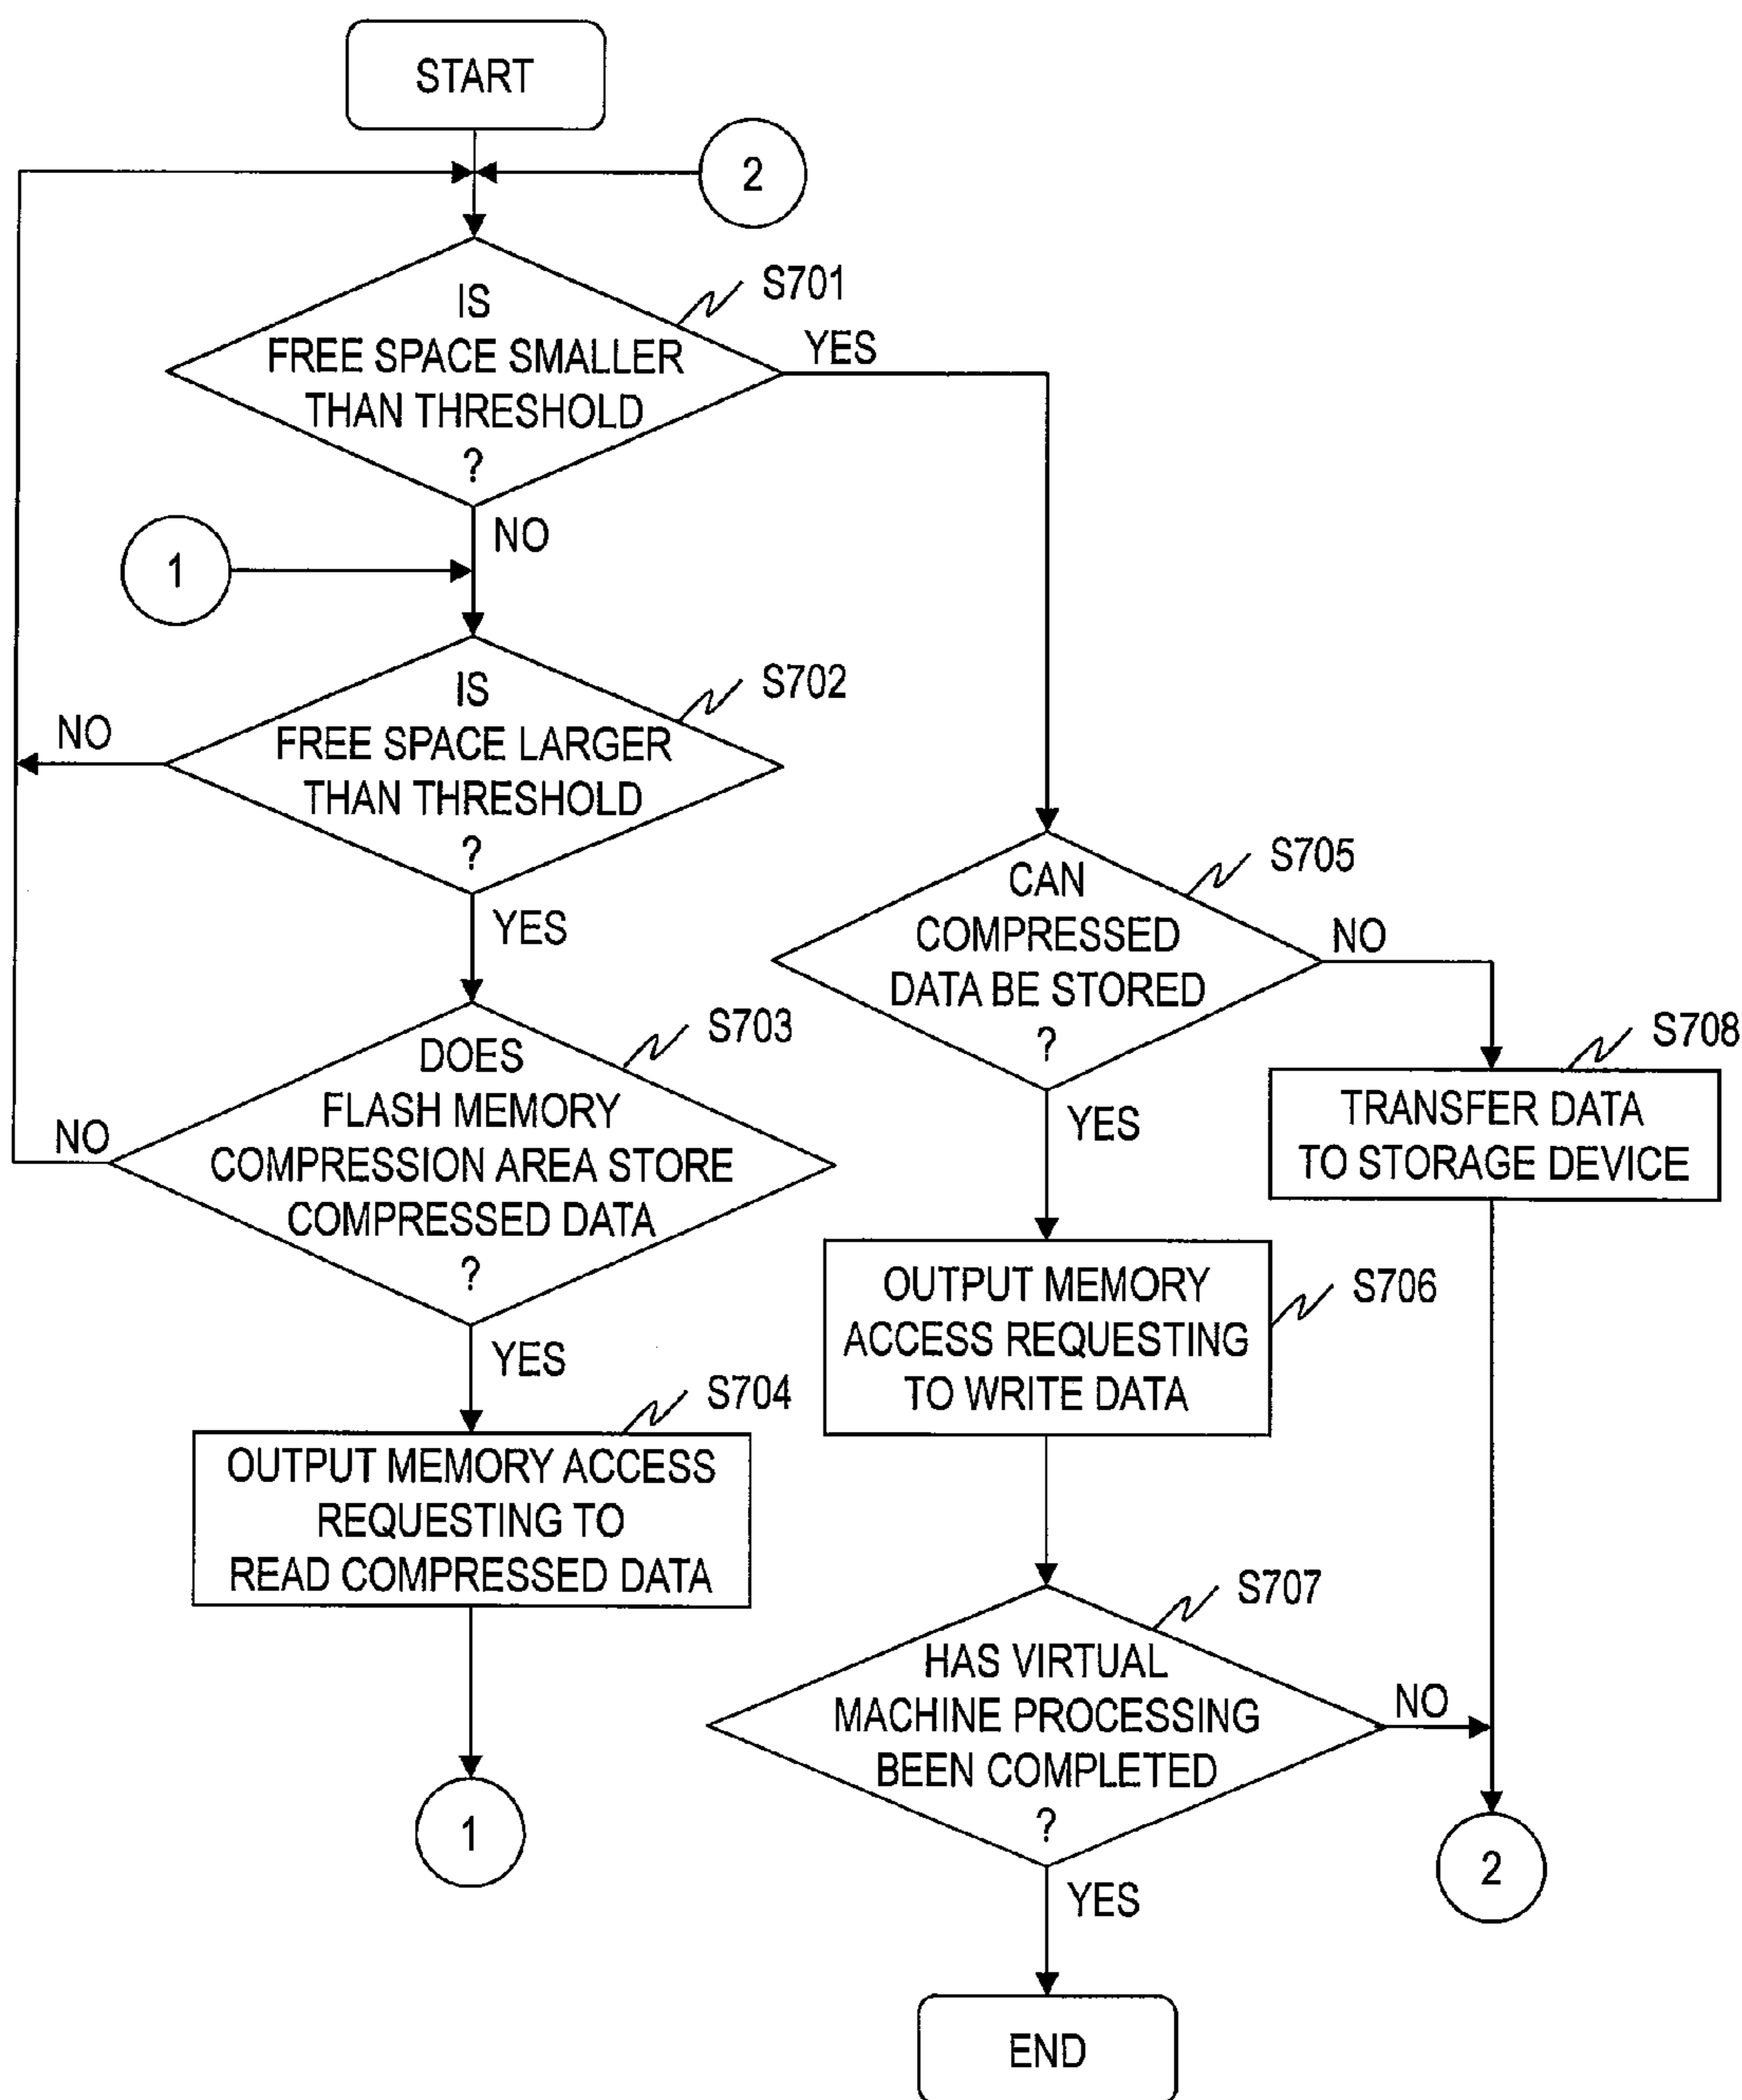 START
2
IS
FREE SPACE SMALLER
THAN THRESHOLD
?
S701
YES
NO
1
IS
FREE SPACE LARGER
THAN THRESHOLD
?
S702
NO
YES
DOES
FLASH MEMORY
COMPRESSION AREA STORE
COMPRESSED DATA
?
S703
NO
YES
OUTPUT MEMORY ACCESS
REQUESTING TO
READ COMPRESSED DATA
S704
1
CAN
COMPRESSED
DATA BE STORED
?
S705
NO
YES
S708
TRANSFER DATA
TO STORAGE DEVICE
OUTPUT MEMORY
ACCESS REQUESTING
TO WRITE DATA
S706
HAS VIRTUAL
MACHINE PROCESSING
BEEN COMPLETED
?
S707
NO
YES
2
END